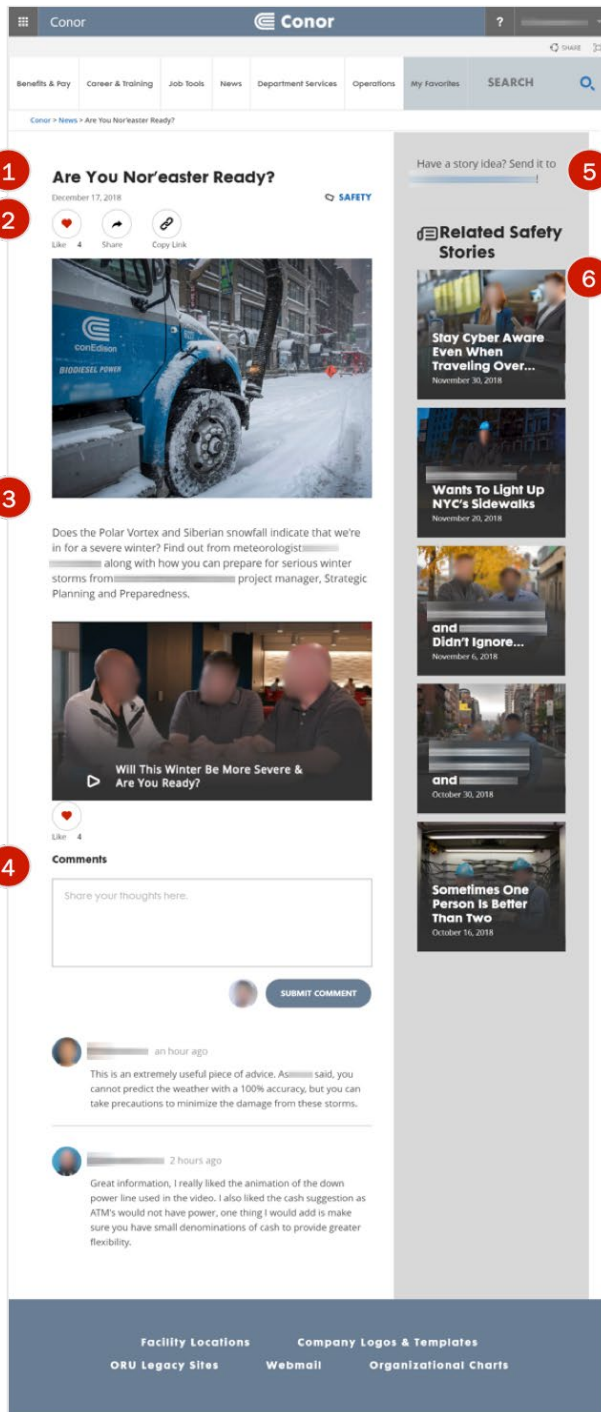 Conor
Conor
?
SHARE
Benefits & Pay
Career & Training
Job Tools
News
Department Services
Operations
My Favorites
SEARCH
Conor > News > Are You Nor'easter Ready?
1
Are You Nor'easter Ready?
December 17, 2018
SAFETY
2
Like 4
Share
Copy Link
conEdison
BIODIESEL POWER
3
Does the Polar Vortex and Siberian snowfall indicate that we're
in for a severe winter? Find out from meteorologist
along with how you can prepare for serious winter
storms from project manager, Strategic
Planning and Preparedness.
Will This Winter Be More Severe &
Are You Ready?
Like 4
4
Comments
Share your thoughts here.
SUBMIT COMMENT
an hour ago
This is an extremely useful piece of advice. As said, you
cannot predict the weather with a 100% accuracy, but you can
take precautions to minimize the damage from these storms.
2 hours ago
Great information, I really liked the animation of the down
power line used in the video. I also liked the cash suggestion as
ATM's would not have power, one thing I would add is make
sure you have small denominations of cash to provide greater
flexibility.
Have a story idea? Send it to
!
5
Related Safety
Stories
6
Stay Cyber Aware
Even When
Traveling Over...
November 30, 2018
Wants To Light Up
NYC's Sidewalks
November 20, 2018
and
Didn't Ignore...
November 6, 2018
and
October 30, 2018
Sometimes One
Person Is Better
Than Two
October 16, 2018
Facility Locations
Company Logos & Templates
ORU Legacy Sites
Webmail
Organizational Charts